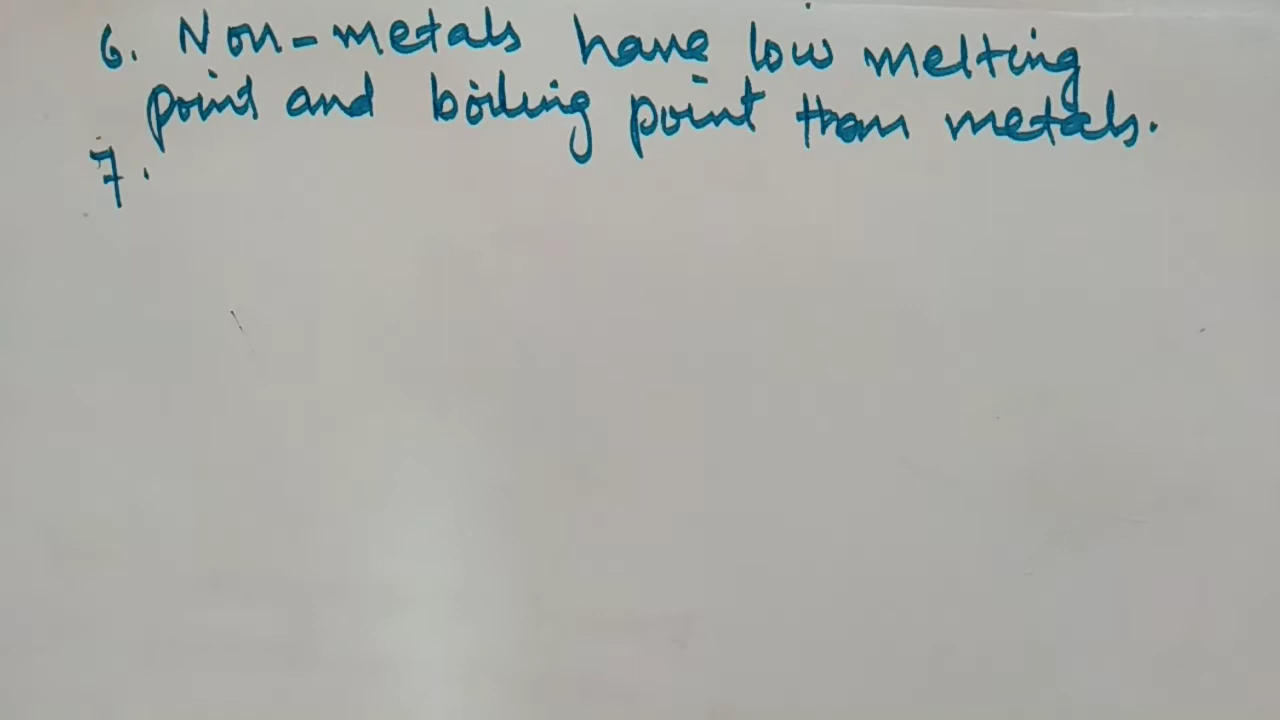 6. Non-metals have low melting
point and boiling point than metals.
7.